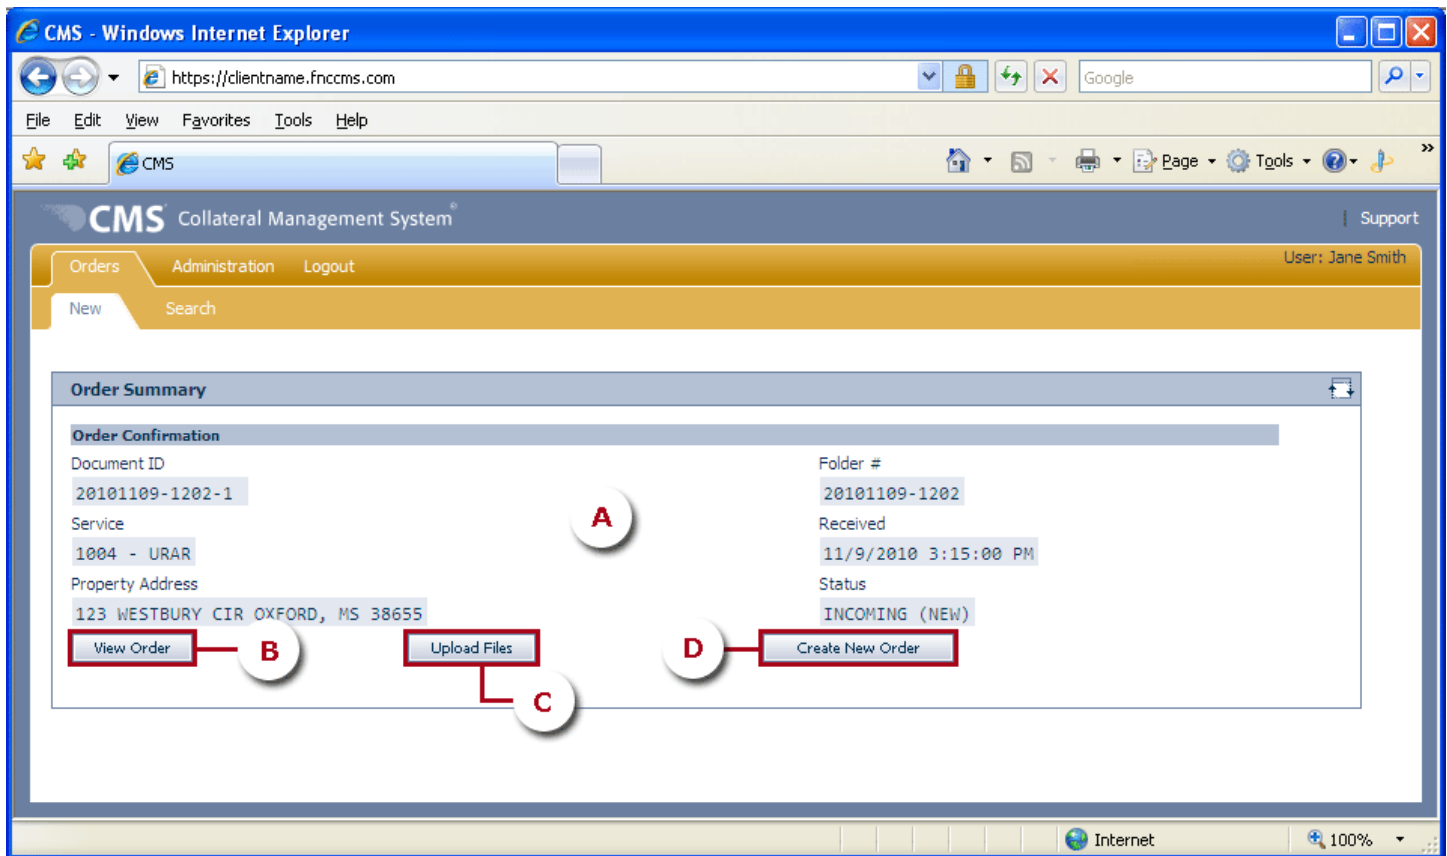 CMS - Windows Internet Explorer
https://clientname.fnccms.com
Google
File Edit View Favorites Tools Help
CMS
Page Tools »
CMS Collateral Management System®
| Support
Orders Administration Logout
User: Jane Smith
New Search
Order Summary
Order Confirmation
Document ID Folder #
20101109-1202-1 20101109-1202
A
Service Received
1004 - URAR 11/9/2010 3:15:00 PM
Property Address Status
123 WESTBURY CIR OXFORD, MS 38655 INCOMING (NEW)
View Order B Upload Files D Create New Order
C
Internet 100%